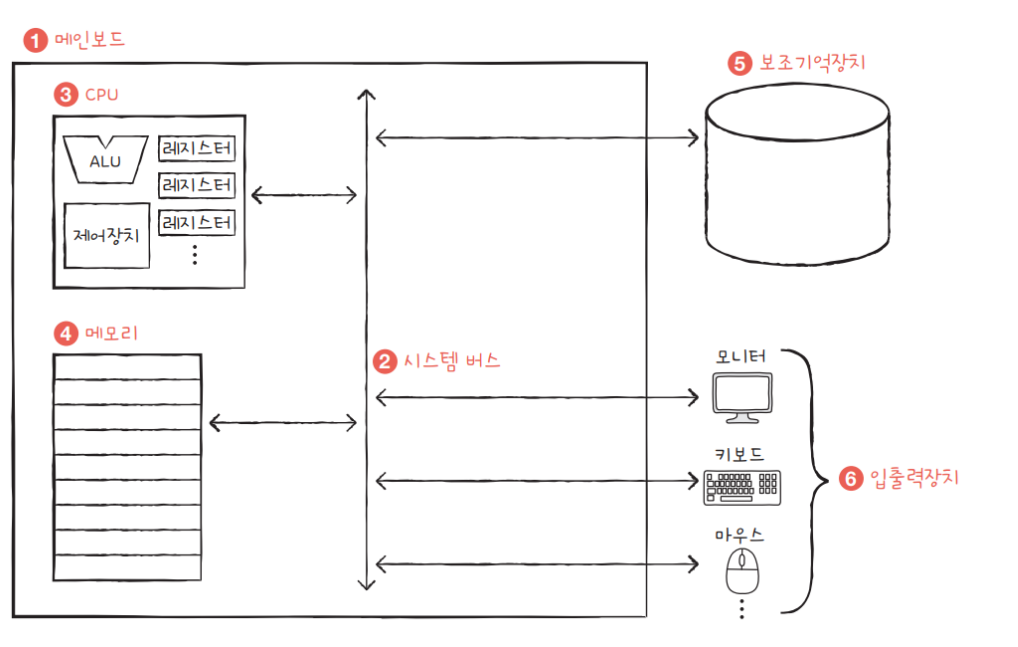 1 메인보드
3 CPU
ALU
레지스터
레지스터
레지스터
제어장치
4 메모리
2 시스템 버스
5 보조기억장치
모니터
키보드
마우스
6 입출력장치